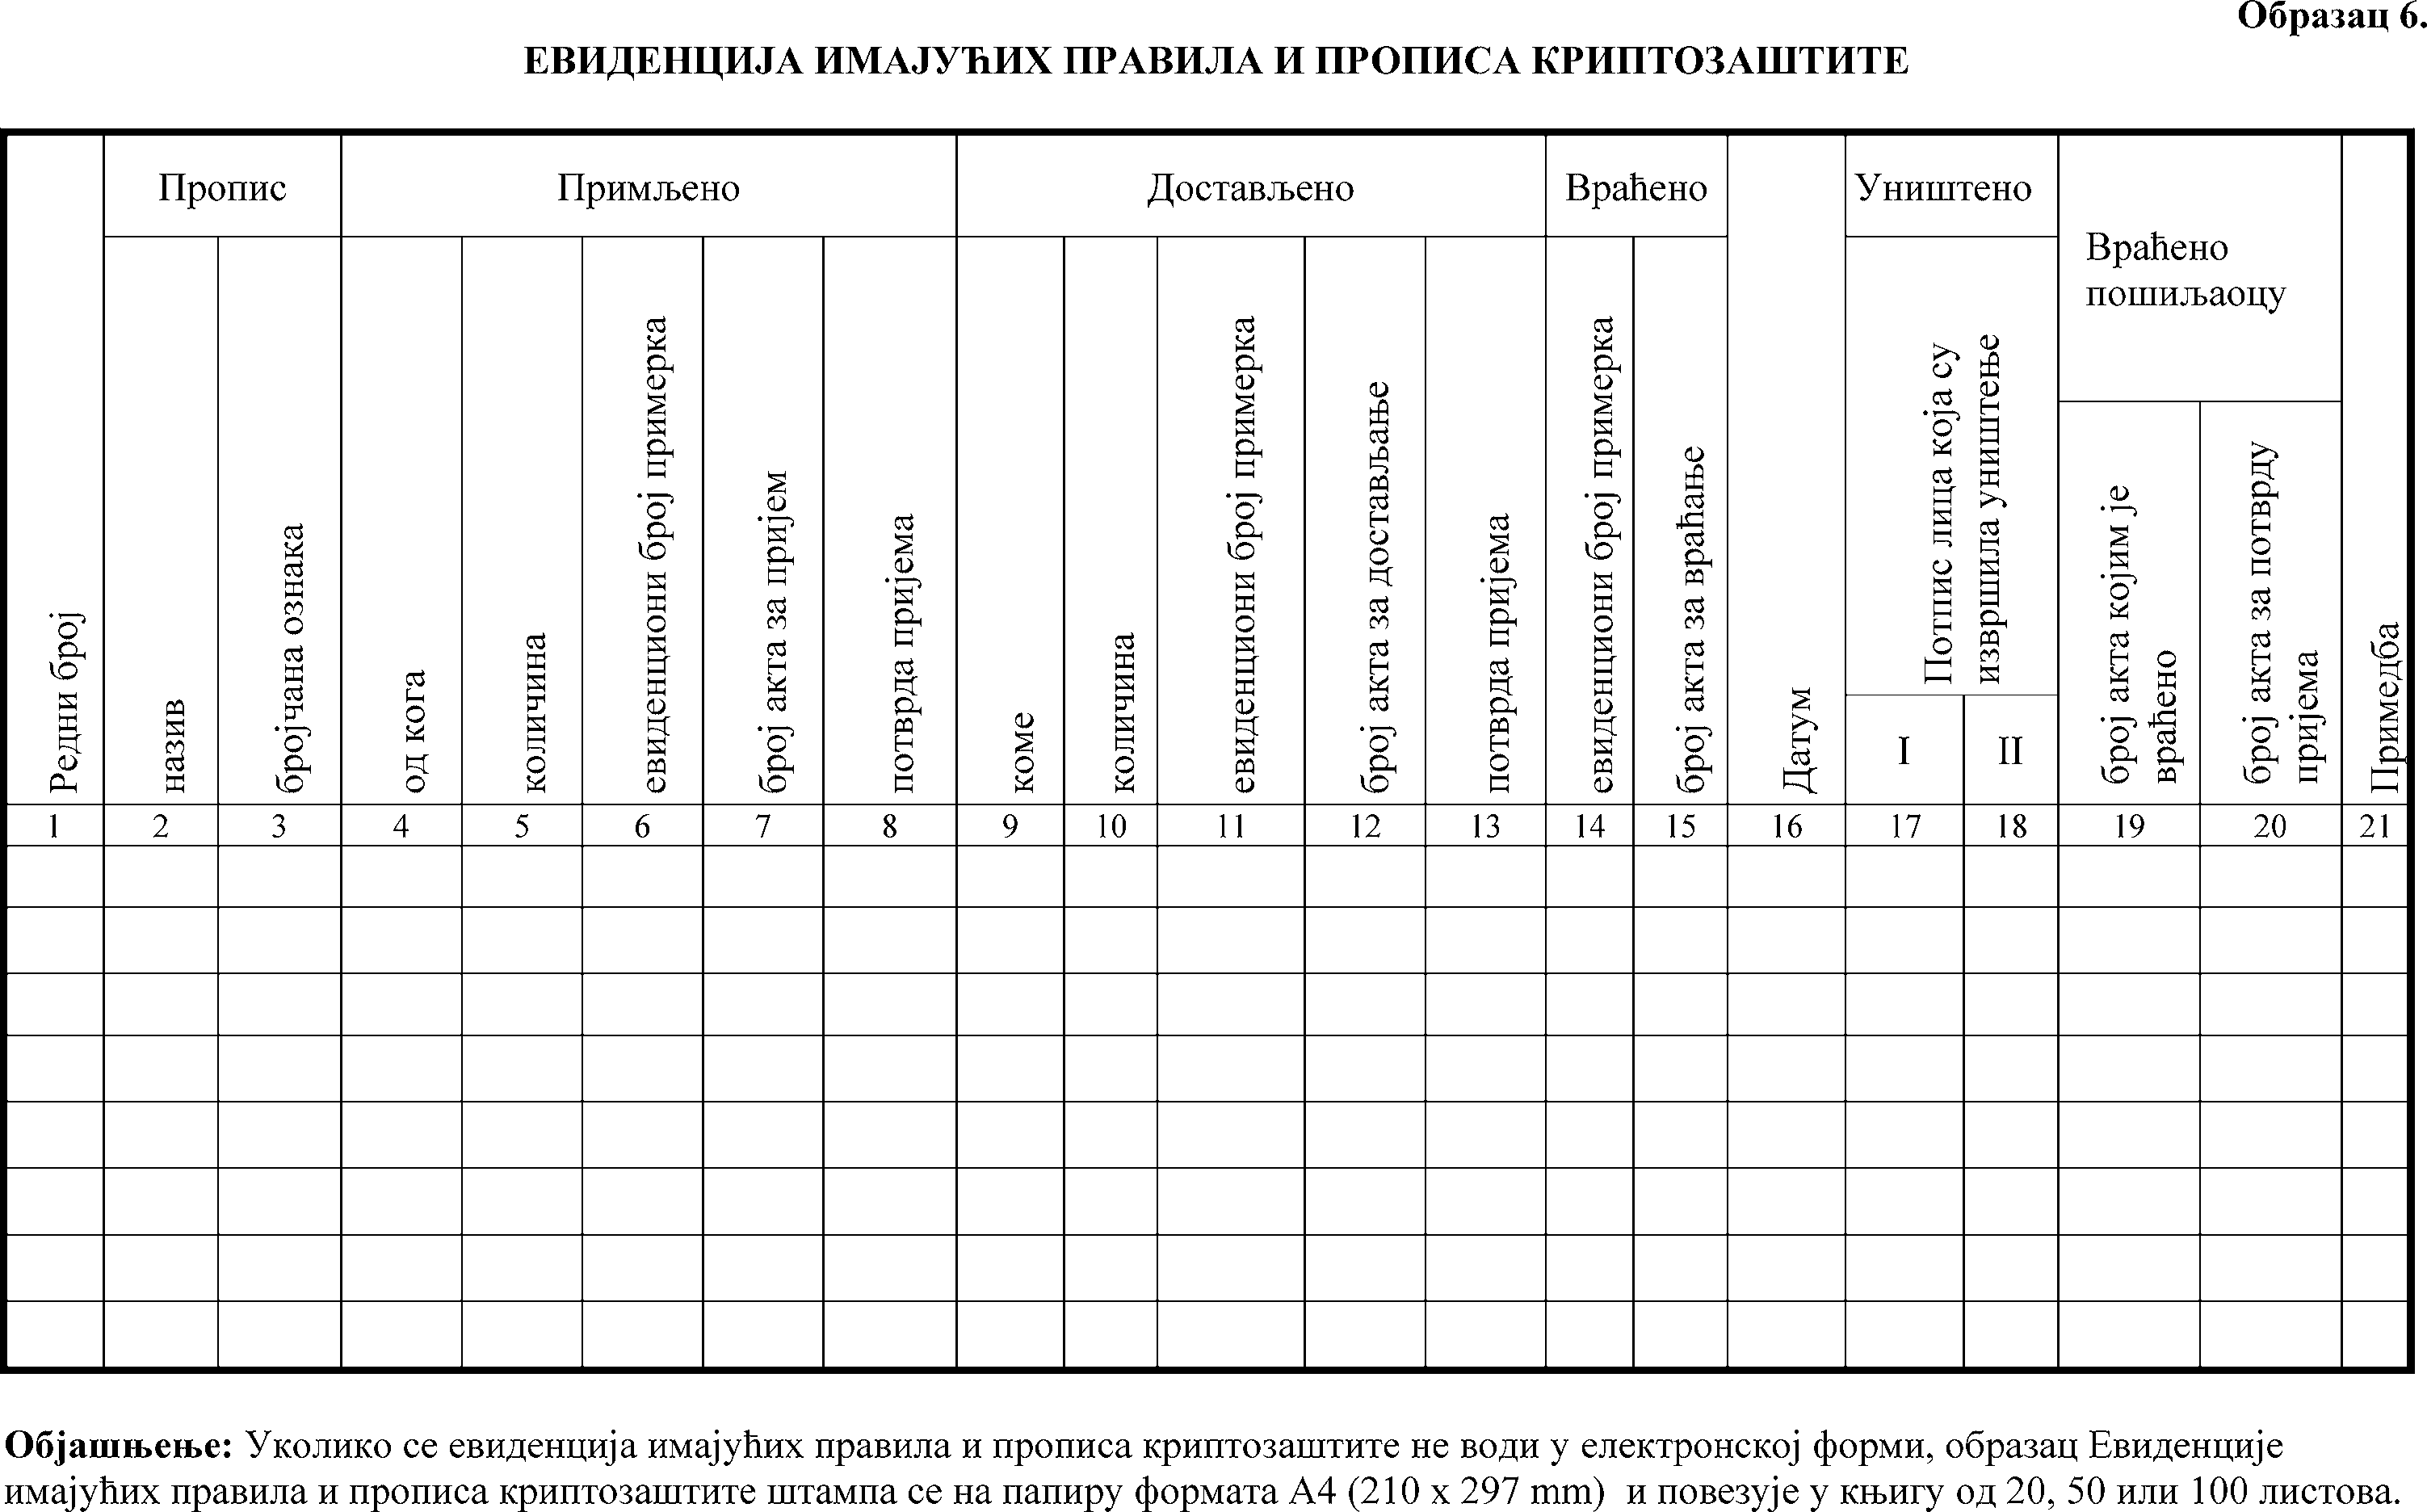 Образац 6.
ЕВИДЕНЦИЈА ИМАЈУЋИХ ПРАВИЛА И ПРОПИСА КРИПТОЗАШТИТЕ
Редни број
Пропис
Примљено
Достављено
Враћено
Датум
Уништено
Враћено
пошиљаоцу
Примедба
назив
бројчана ознака
од кога
количина
евиденциони број примерка
број акта за пријем
потврда пријема
коме
количина
евиденциони број примерка
број акта за достављање
потврда пријема
евиденциони број примерка
број акта за враћање
Потпис лица која су
извршила уништење
I
II
број акта којим је
враћено
број акта за потврду
пријема
1 2 3 4 5 6 7 8 9 10 11 12 13 14 15 16 17 18 19 20 21
Објашњење: Уколико се евиденција имајућих правила и прописа криптозаштите не води у електронској форми, образац Евиденције
имајућих правила и прописа криптозаштите штампа се на папиру формата А4 (210 x 297 mm) и повезује у књигу од 20, 50 или 100 листова.